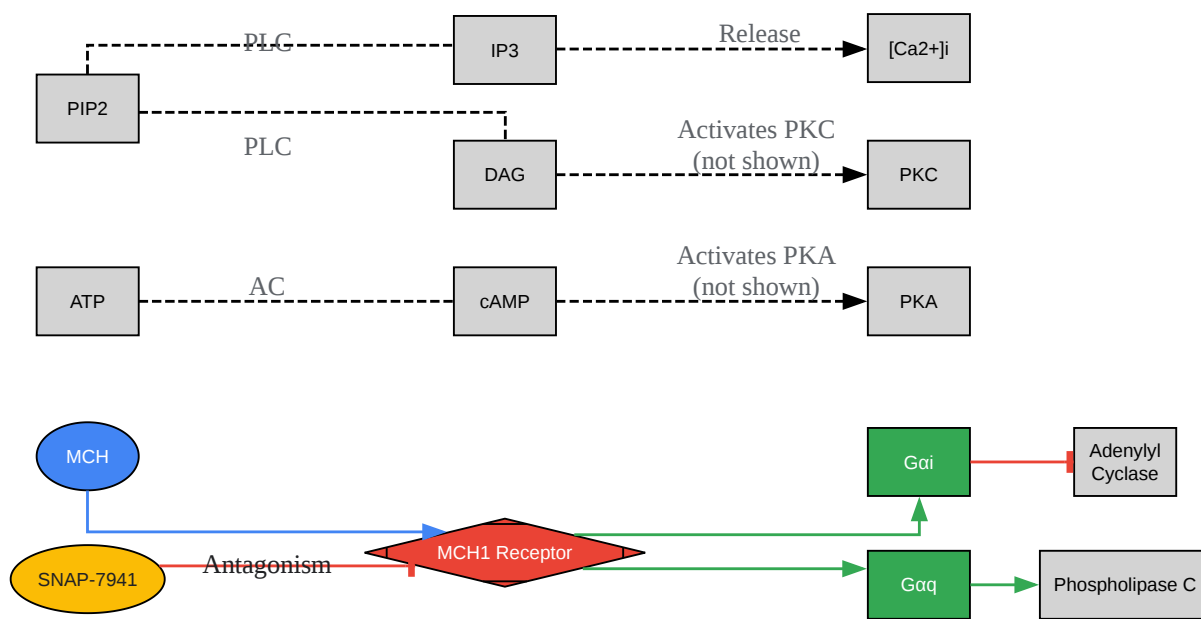 PLC
IP3
Release
[Ca2+]i
PIP2
PLC
DAG
Activates PKC
(not shown)
PKC
ATP
AC
cAMP
Activates PKA
(not shown)
PKA
MCH
Gαi
Adenylyl
Cyclase
SNAP-7941
Antagonism
MCH1 Receptor
Gαq
Phospholipase C